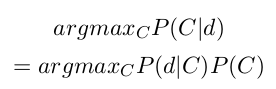 argmax_C P(C|d)
= argmax_C P(d|C)P(C)